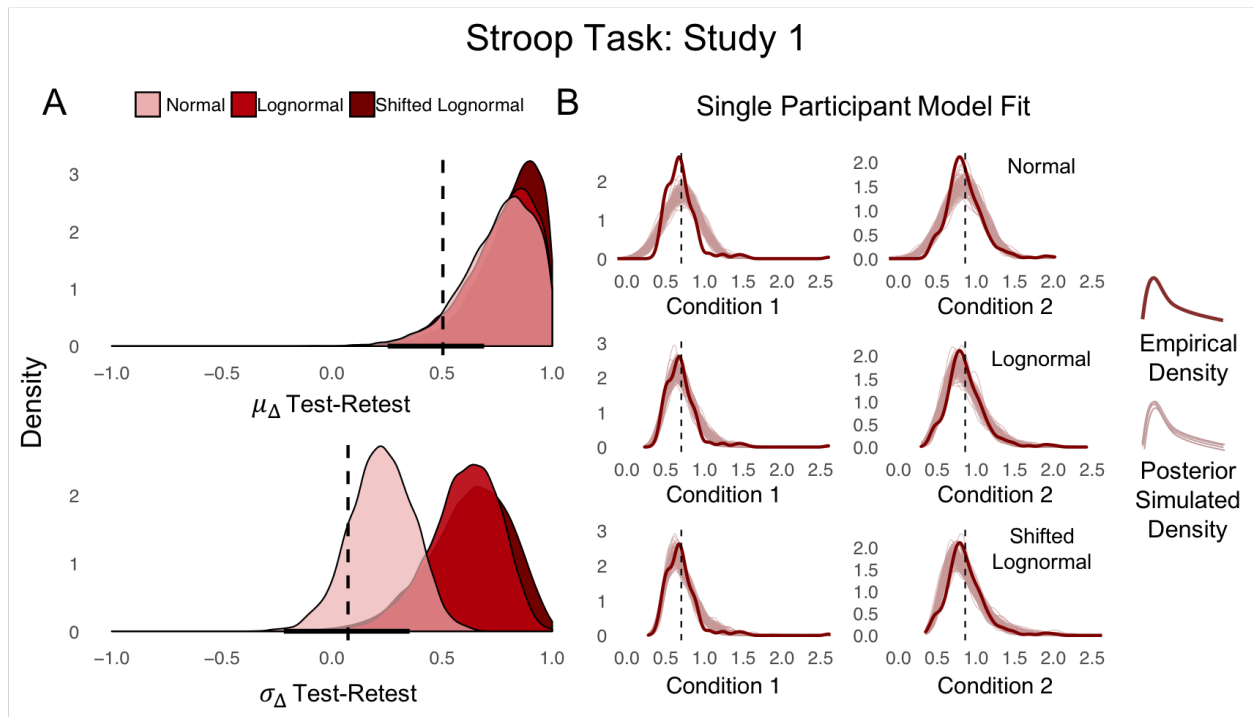 Stroop Task: Study 1
A
Normal
Lognormal
Shifted Lognormal
Density
3
2
1
0
−1.0 −0.5 0.0 0.5 1.0
μΔ Test-Retest
2
1
0
−1.0 −0.5 0.0 0.5 1.0
σΔ Test-Retest
B
Single Participant Model Fit
2
1
0
0.0 0.5 1.0 1.5 2.0 2.5
Condition 1
Normal
2.0
1.5
1.0
0.5
0.0
0.0 0.5 1.0 1.5 2.0 2.5
Condition 2
3
2
1
0
0.0 0.5 1.0 1.5 2.0 2.5
Condition 1
Lognormal
2.0
1.5
1.0
0.5
0.0
0.0 0.5 1.0 1.5 2.0 2.5
Condition 2
3
2
1
0
0.0 0.5 1.0 1.5 2.0 2.5
Condition 1
Shifted
Lognormal
2.0
1.5
1.0
0.5
0.0
0.0 0.5 1.0 1.5 2.0 2.5
Condition 2
Empirical
Density
Posterior
Simulated
Density